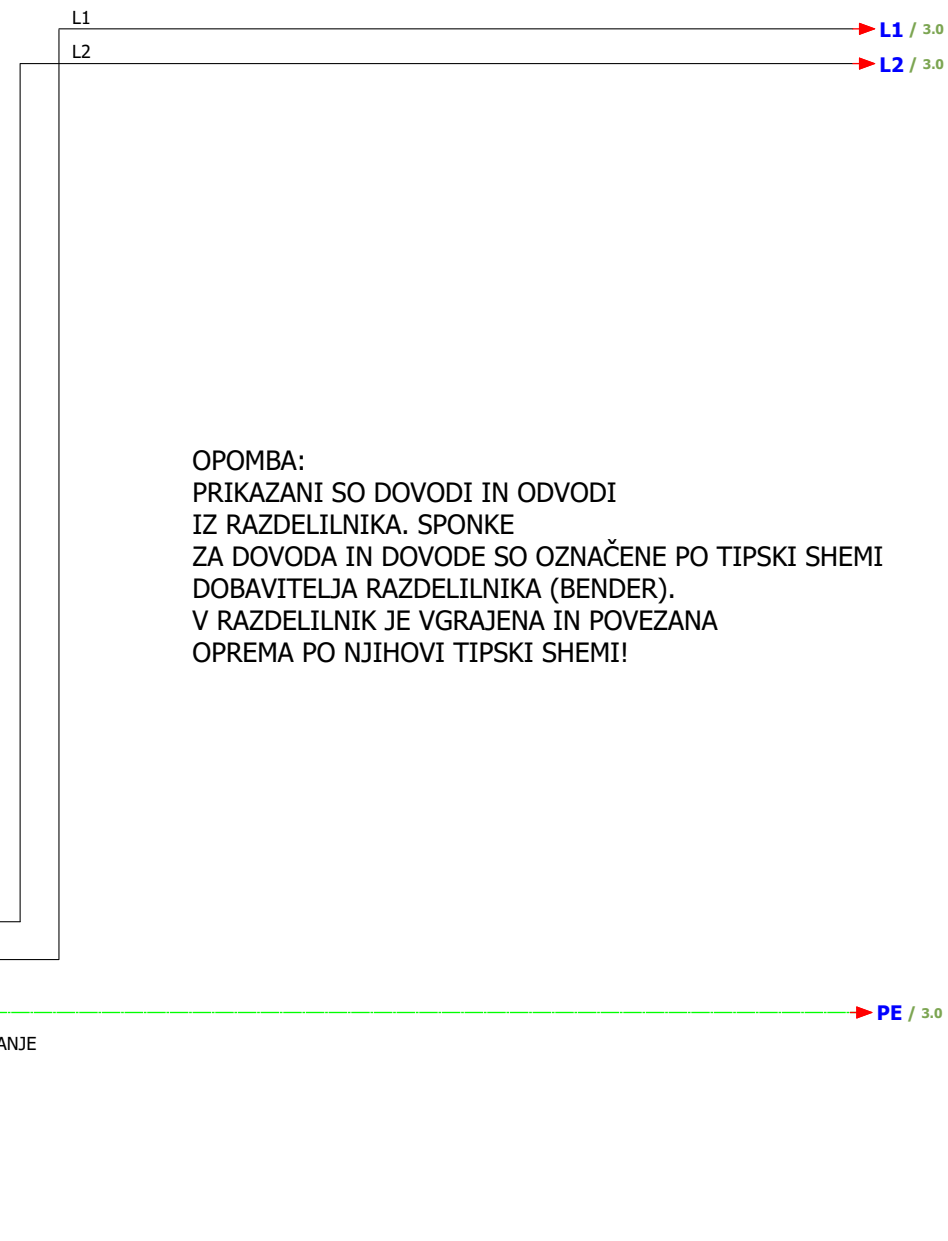 L1
L1 / 3.0
L2
L2 / 3.0
OPOMBA:
PRIKAZANI SO DOVODI IN ODVODI
IZ RAZDELILNIKA. SPONKE
ZA DOVODA IN DOVODE SO OZNAČENE PO TIPSKI SHEMI
DOBAVITELJA RAZDELILNIKA (BENDER).
V RAZDELILNIK JE VGRAJENA IN POVEZANA
OPREMA PO NJIHOVI TIPSKI SHEMI!
PE / 3.0
ANJE